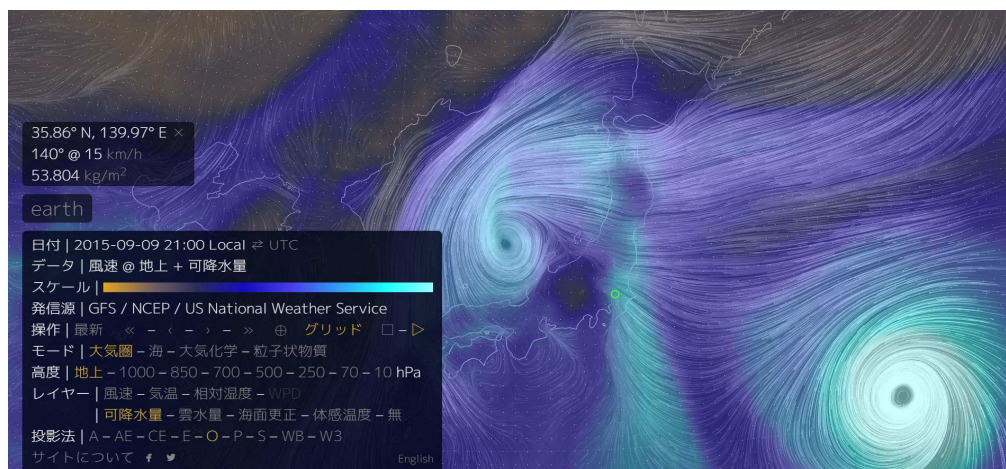 35.86° N, 139.97° E ×
140° @ 15 km/h
53.804 kg/m²
earth
日付 | 2015-09-09 21:00 Local ⇄ UTC
データ | 風速 @ 地上 + 可降水量
スケール |
発信源 | GFS / NCEP / US National Weather Service
操作 | 最新 « – ‹ – › – » ⊕ グリッド □ – ▷
モード | 大気圏 – 海 – 大気化学 – 粒子状物質
高度 | 地上 – 1000 – 850 – 700 – 500 – 250 – 70 – 10 hPa
レイヤー | 風速 – 気温 – 相対湿度 – WPD
| 可降水量 – 雲水量 – 海面更正 – 体感温度 – 無
投影法 | A – AE – CE – E – O – P – S – WB – W3
サイトについて f English